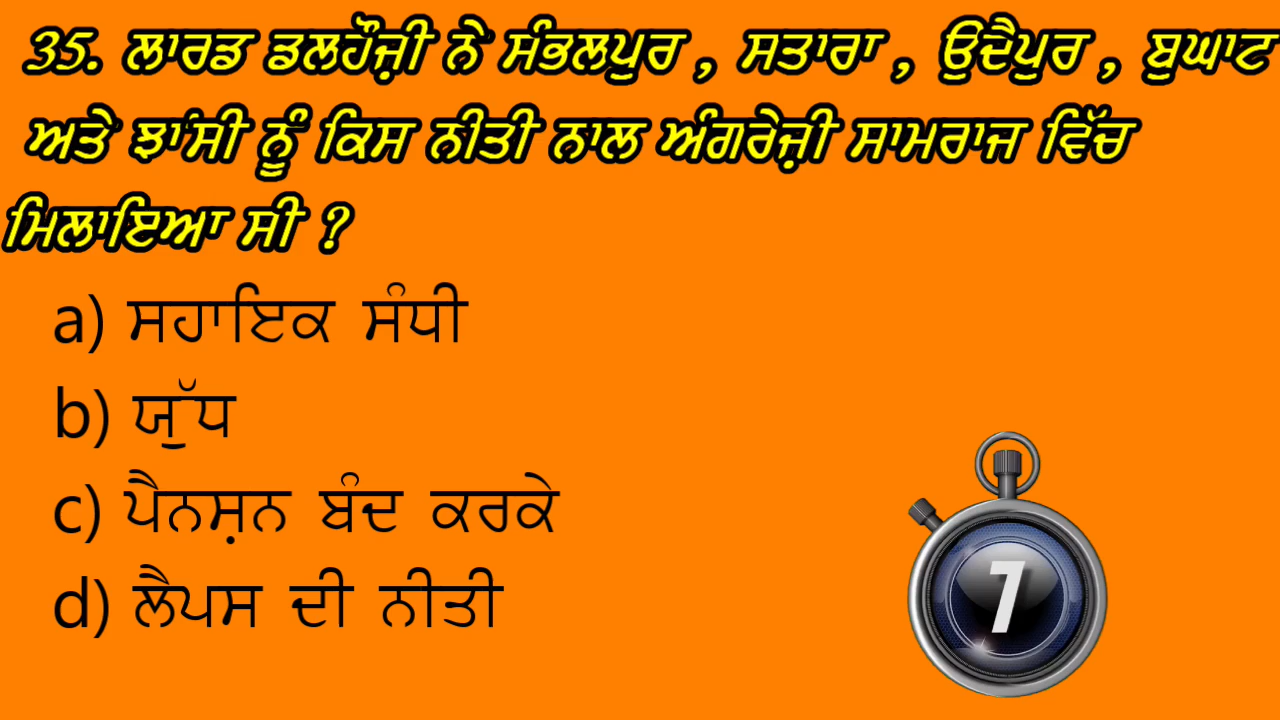 35. ਲਾਰਡ ਡਲਹੌਜ਼ੀ ਨੇ ਸੰਭਲਪੁਰ , ਸਤਾਰਾ , ਉਦੈਪੁਰ , ਬੁਘਾਟ
ਅਤੇ ਝਾਂਸੀ ਨੂੰ ਕਿਸ ਨੀਤੀ ਨਾਲ ਅੰਗਰੇਜ਼ੀ ਸਾਮਰਾਜ ਵਿੱਚ
ਮਿਲਾਇਆ ਸੀ ?
a) ਸਹਾਇਕ ਸੰਧੀ
b) ਯੁੱਧ
c) ਪੈਨਸ਼ਨ ਬੰਦ ਕਰਕੇ
d) ਲੈਪਸ ਦੀ ਨੀਤੀ
7